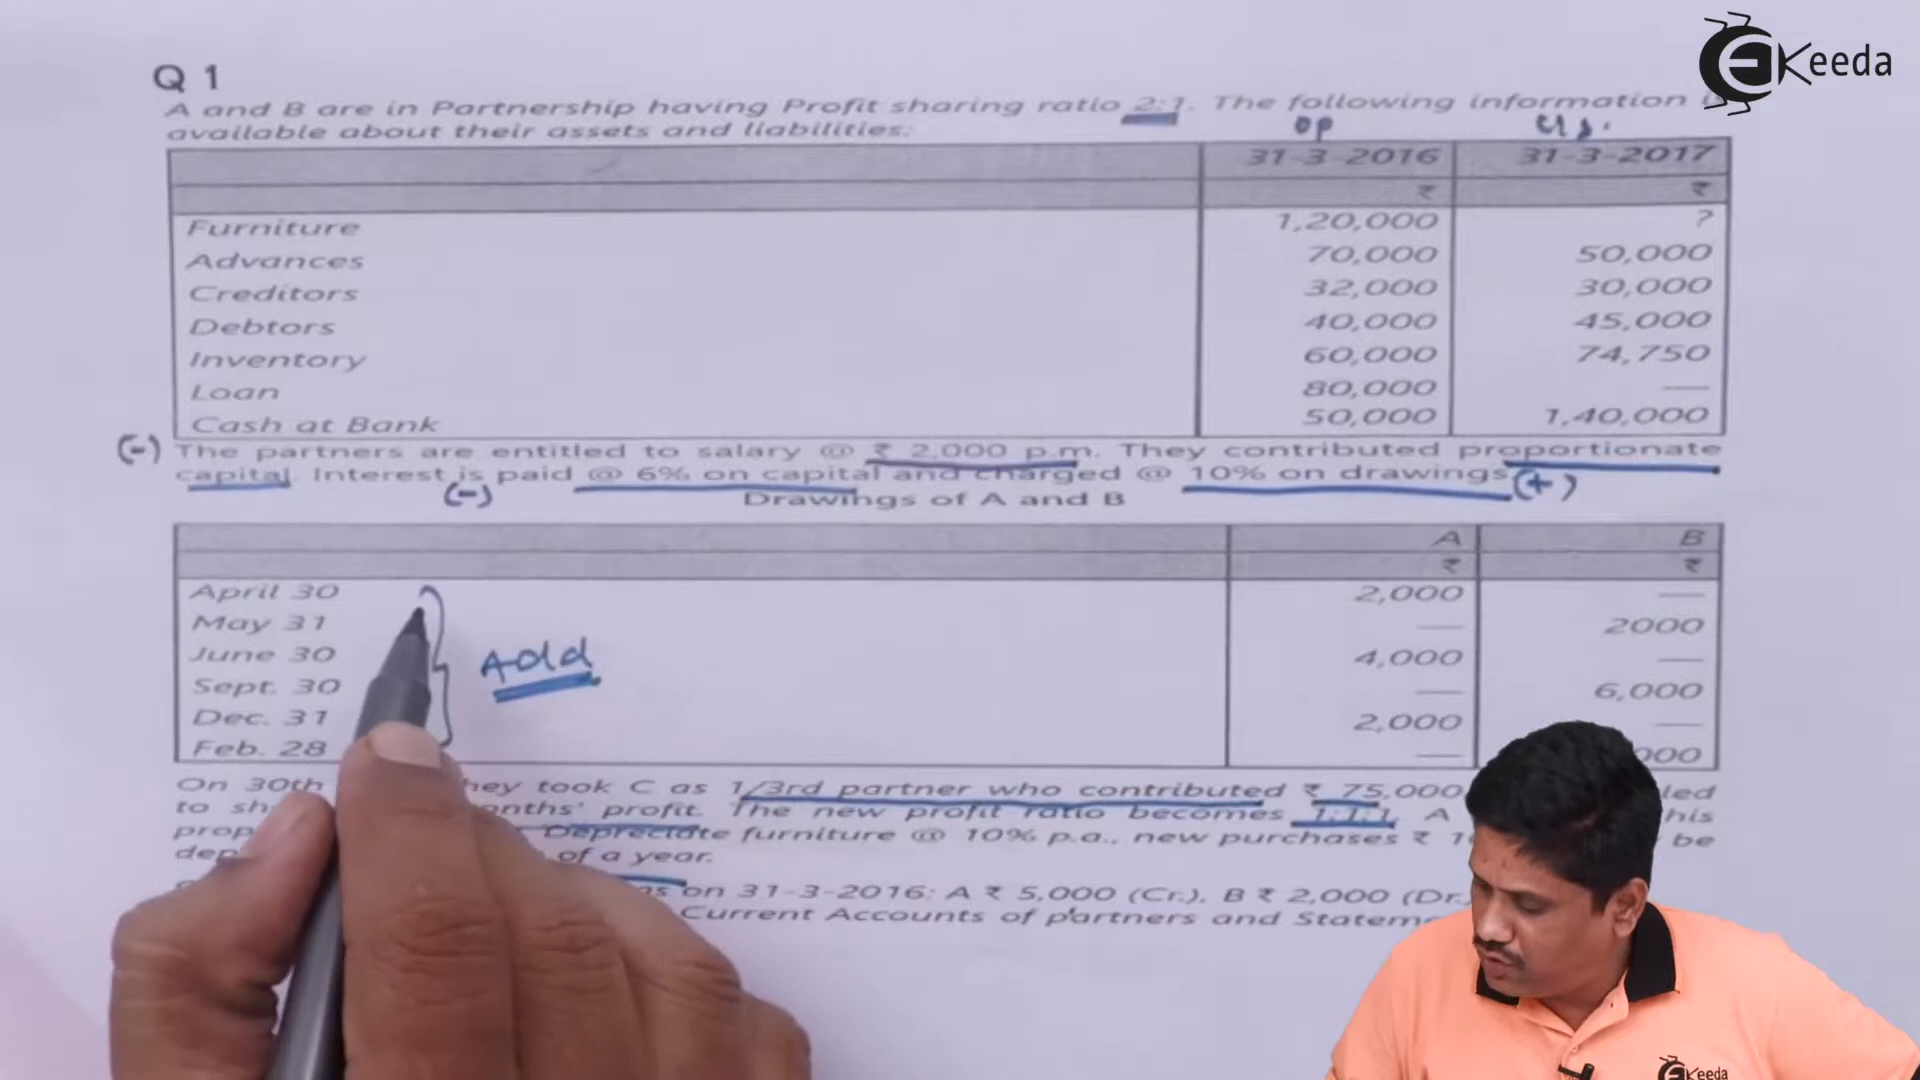 Keeda
Q 1
A and B are in Partnership having Profit sharing ratio 2:1. The following information
available about their assets and liabilities:
OP
31-3-2016 31-3-2017
₹ ₹
Furniture 1,20,000 ?
Advances 70,000 50,000
Creditors 32,000 30,000
Debtors 40,000 45,000
Inventory 60,000 74,750
Loan 80,000 —
Cash at Bank 50,000 1,40,000
(-) The partners are entitled to salary @ ₹ 2,000 p.m. They contributed proportionate
capital. Interest is paid @ 6% on capital and charged @ 10% on drawings. (+)
(-)
Drawings of A and B
A B
₹ ₹
April 30 2,000 —
May 31 — 2000
June 30 4,000 —
Sept. 30 — 6,000
Dec. 31 2,000 —
Feb. 28 —
Add
On 30th they took C as 1/3rd partner who contributed ₹ 75,000
to profit. The new profit ratio becomes 1:1:1. A his
Depreciate furniture @ 10% p.a., new purchases ₹ be
of a year.
as on 31-3-2016: A ₹ 5,000 (Cr.), B ₹ 2,000 (Dr.
Current Accounts of partners and
Keeda